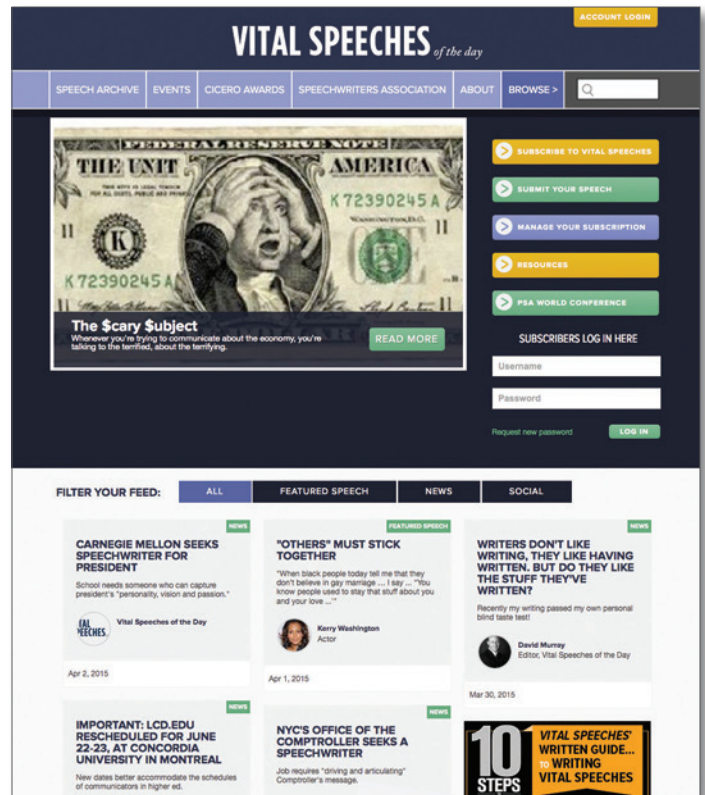 ACCOUNT LOGIN
VITAL SPEECHES of the day
SPEECH ARCHIVE EVENTS CICERO AWARDS SPEECHWRITERS ASSOCIATION ABOUT BROWSE >
FEDERAL RESERVE NOTE
THE UNIT AMERICA
K 72390245 A
WASHINGTON, D.C.
11 11
K
K 72390245 A
11 11
The $cary $ubject
Whenever you're trying to communicate about the economy, you're
talking to the terrified, about the terrifying.
READ MORE
> SUBSCRIBE TO VITAL SPEECHES
> SUBMIT YOUR SPEECH
> MANAGE YOUR SUBSCRIPTION
> RESOURCES
> PSA WORLD CONFERENCE
SUBSCRIBERS LOG IN HERE
Username
Password
Request new password LOG IN
FILTER YOUR FEED: ALL FEATURED SPEECH NEWS SOCIAL
NEWS
CARNEGIE MELLON SEEKS
SPEECHWRITER FOR
PRESIDENT
School needs someone who can capture
president's "personality, vision and passion."
Vital Speeches of the Day
Apr 2, 2015
FEATURED SPEECH
"OTHERS" MUST STICK
TOGETHER
"When black people today tell me that they
don't believe in gay marriage ... I say ... "You
know people used to stay that stuff about you
and your love ...'"
Kerry Washington
Actor
Apr 1, 2015
NEWS
WRITERS DON'T LIKE
WRITING, THEY LIKE HAVING
WRITTEN. BUT DO THEY LIKE
THE STUFF THEY'VE
WRITTEN?
Recently my writing passed my own personal
blind taste test!
David Murray
Editor, Vital Speeches of the Day
Mar 30, 2015
NEWS
IMPORTANT: LCD.EDU
RESCHEDULED FOR JUNE
22-23, AT CONCORDIA
UNIVERSITY IN MONTREAL
New dates better accommodate the schedules
of communicators in higher ed.
NEWS
NYC'S OFFICE OF THE
COMPTROLLER SEEKS A
SPEECHWRITER
Job requires "driving and articulating"
Comptroller's message.
10
STEPS
VITAL SPEECHES'
WRITTEN GUIDE...
TO WRITING
VITAL SPEECHES